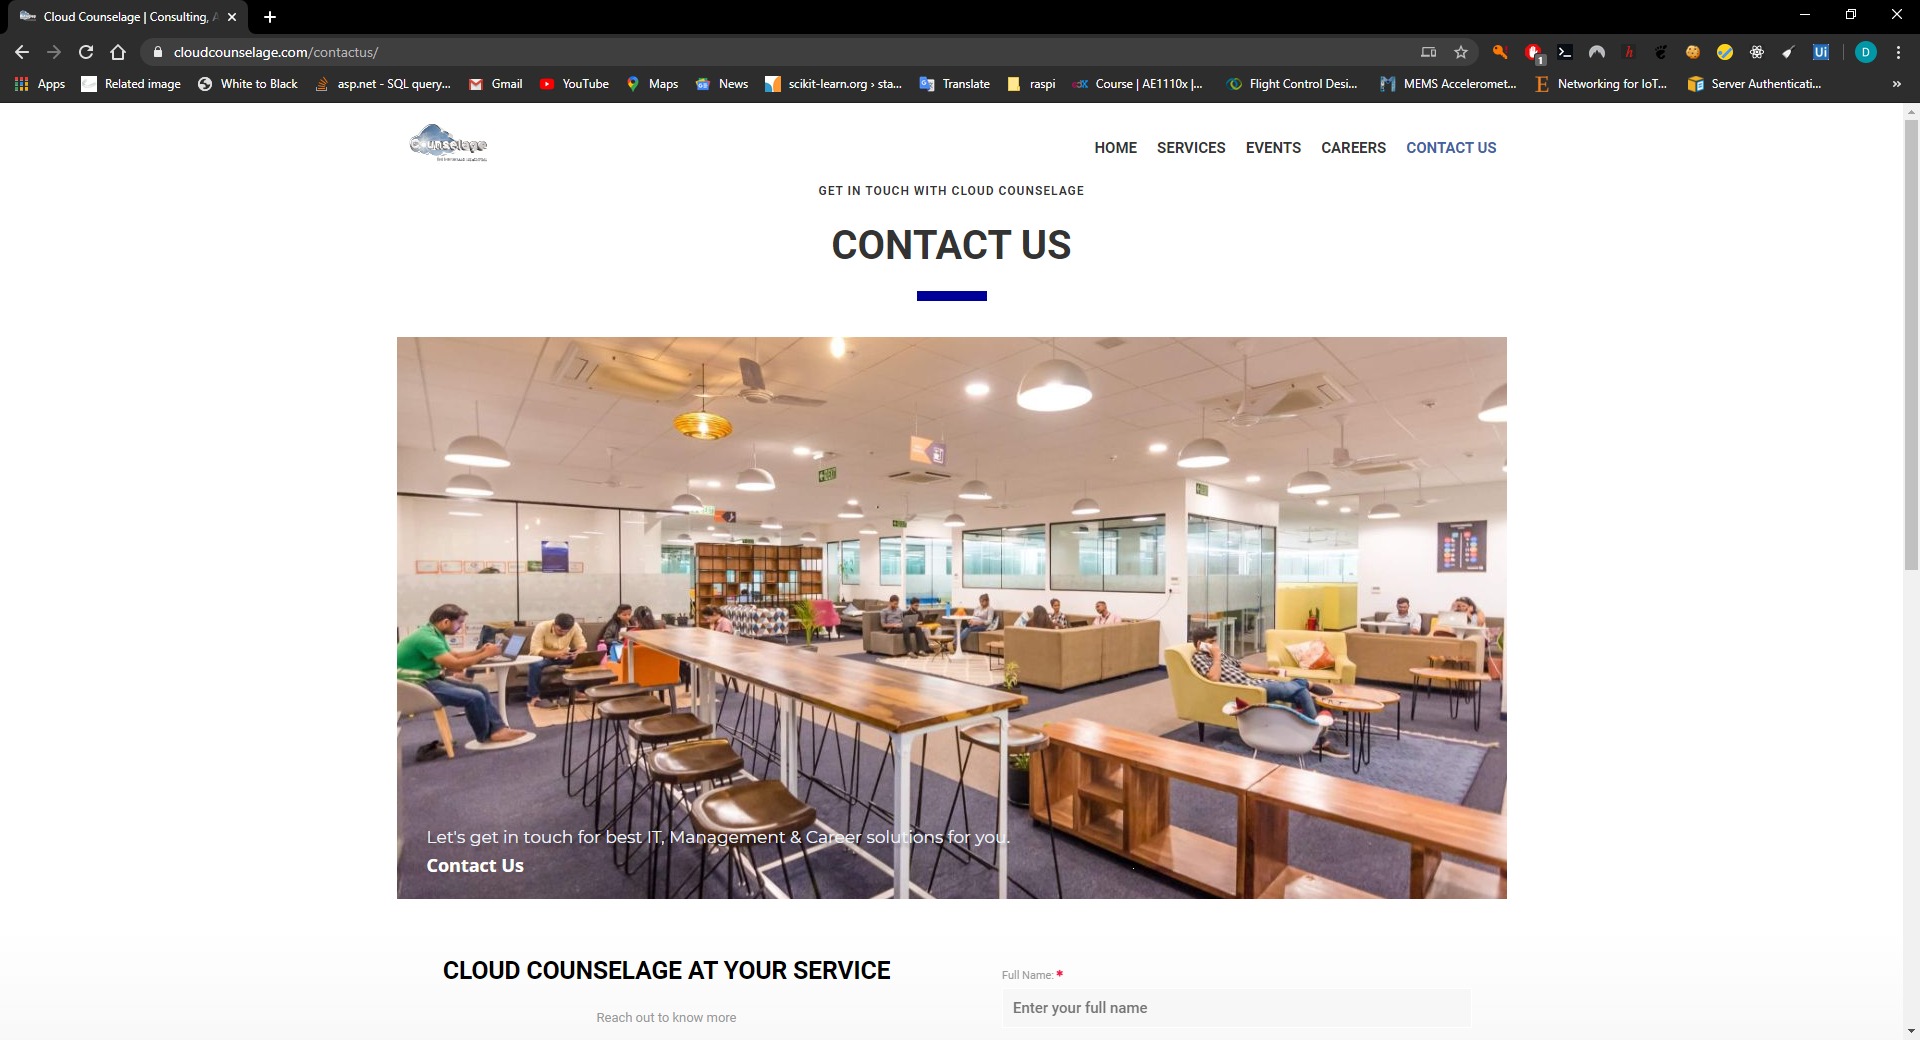 Cloud Counselage | Consulting, A
cloudcounselage.com/contactus/
1
Ui
D
Apps
Related image
White to Black
asp.net - SQL query...
Gmail
YouTube
Maps
News
scikit-learn.org › sta...
Translate
raspi
Course | AE1110x |...
Flight Control Desi...
MEMS Acceleromet...
Networking for IoT...
Server Authenticati...
»
Counselage
HOME SERVICES EVENTS CAREERS CONTACT US
GET IN TOUCH WITH CLOUD COUNSELAGE
CONTACT US
Let's get in touch for best IT, Management & Career solutions for you.
Contact Us
CLOUD COUNSELAGE AT YOUR SERVICE
Reach out to know more
Full Name: *
Enter your full name